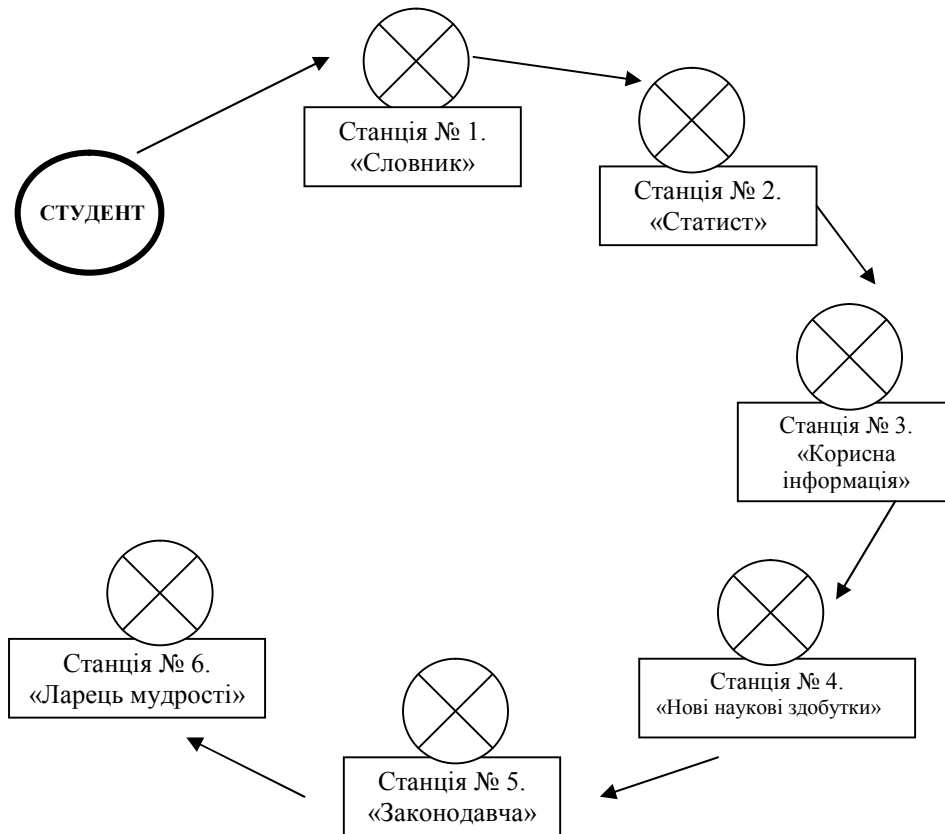 СТУДЕНТ
Станція № 1.
«Словник»
Станція № 2.
«Статист»
Станція № 3.
«Корисна
інформація»
Станція № 4.
«Нові наукові здобутки»
Станція № 5.
«Законодавча»
Станція № 6.
«Ларець мудрості»